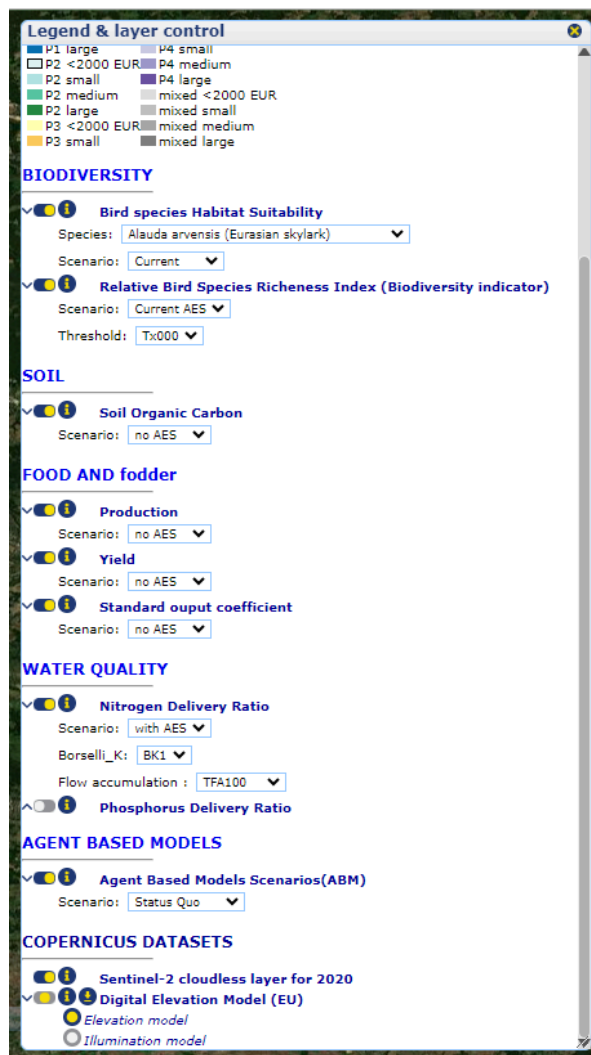 Legend & layer control
P1 large P4 small
P2 <2000 EUR P4 medium
P2 small P4 large
P2 medium mixed <2000 EUR
P2 large mixed small
P3 <2000 EUR mixed medium
P3 small mixed large
BIODIVERSITY
Bird species Habitat Suitability
Species: Alauda arvensis (Eurasian skylark)
Scenario: Current
Relative Bird Species Richeness Index (Biodiversity indicator)
Scenario: Current AES
Threshold: Tx000
SOIL
Soil Organic Carbon
Scenario: no AES
FOOD AND fodder
Production
Scenario: no AES
Yield
Scenario: no AES
Standard ouput coefficient
Scenario: no AES
WATER QUALITY
Nitrogen Delivery Ratio
Scenario: with AES
Borselli_K: BK1
Flow accumulation : TFA100
Phosphorus Delivery Ratio
AGENT BASED MODELS
Agent Based Models Scenarios(ABM)
Scenario: Status Quo
COPERNICUS DATASETS
Sentinel-2 cloudless layer for 2020
Digital Elevation Model (EU)
Elevation model
Illumination model